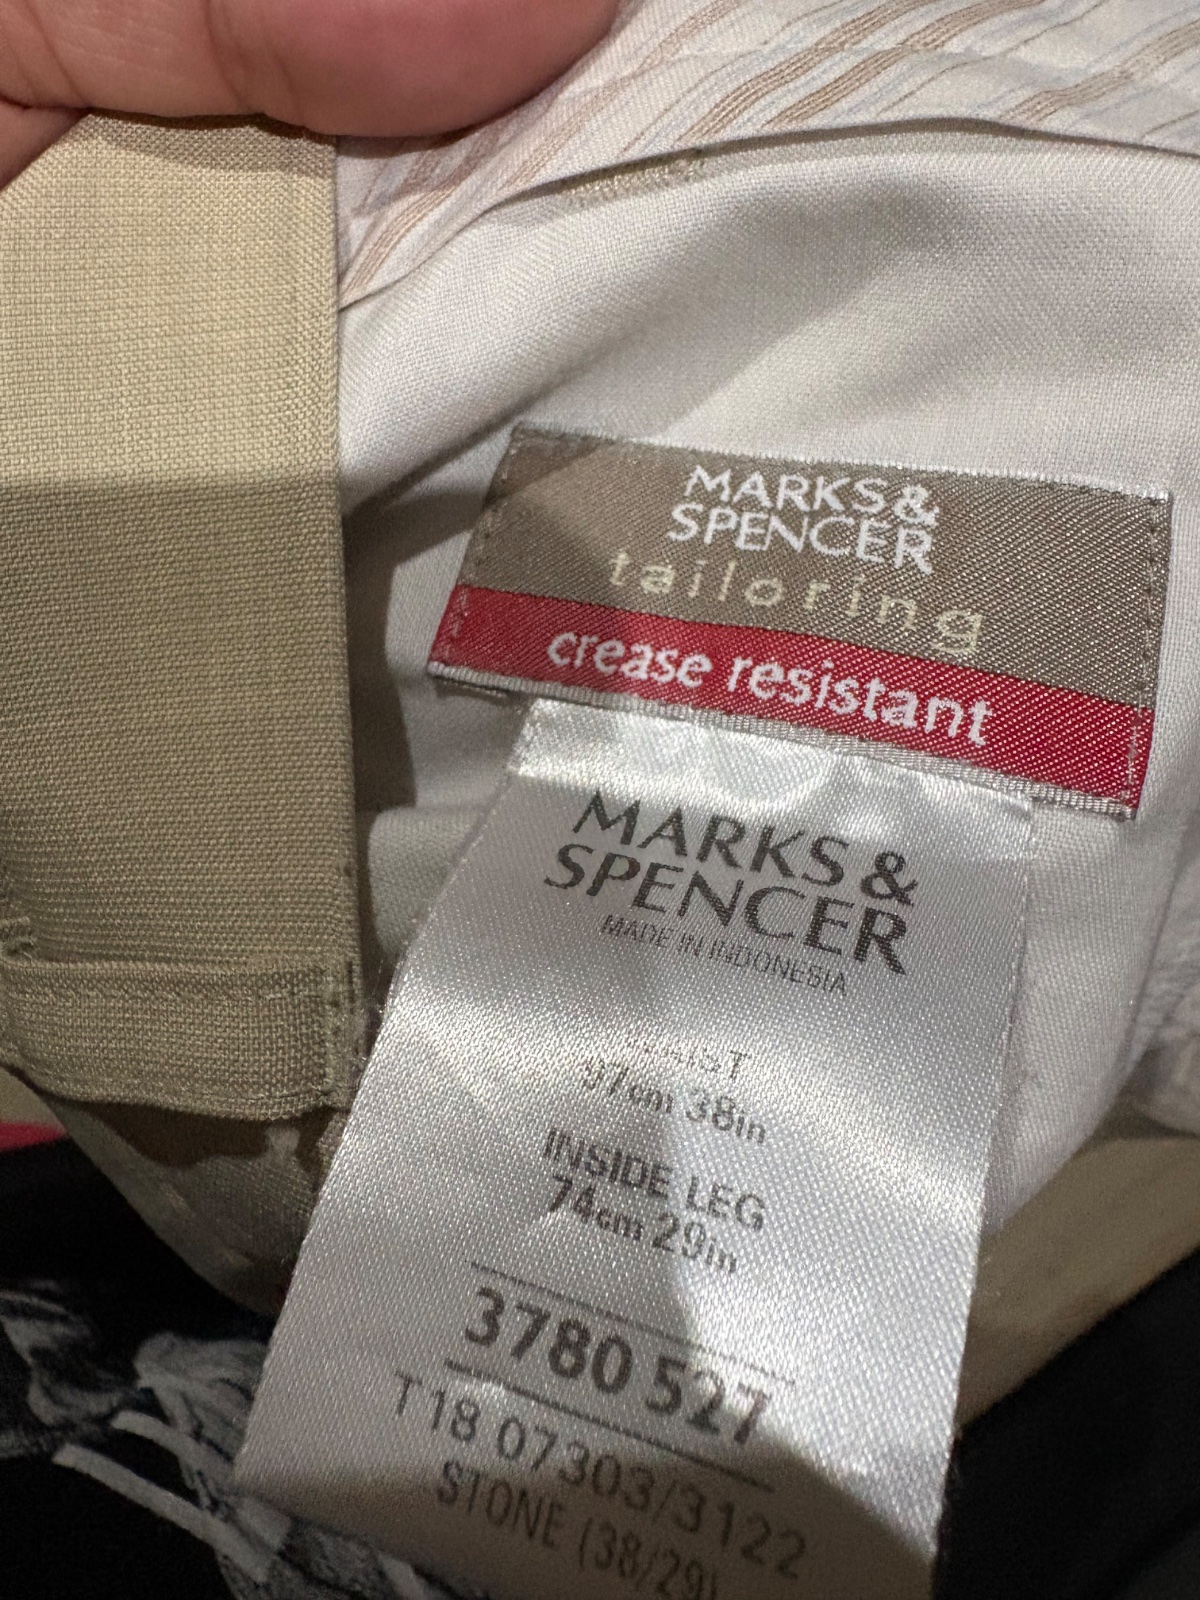 MARKS &
SPENCER
tailoring
crease resistant
MARKS &
SPENCER
MADE IN INDONESIA
WAIST
97cm 38in
INSIDE LEG
74cm 29in
3780 527
T18 07303/3122
STONE (38/29)